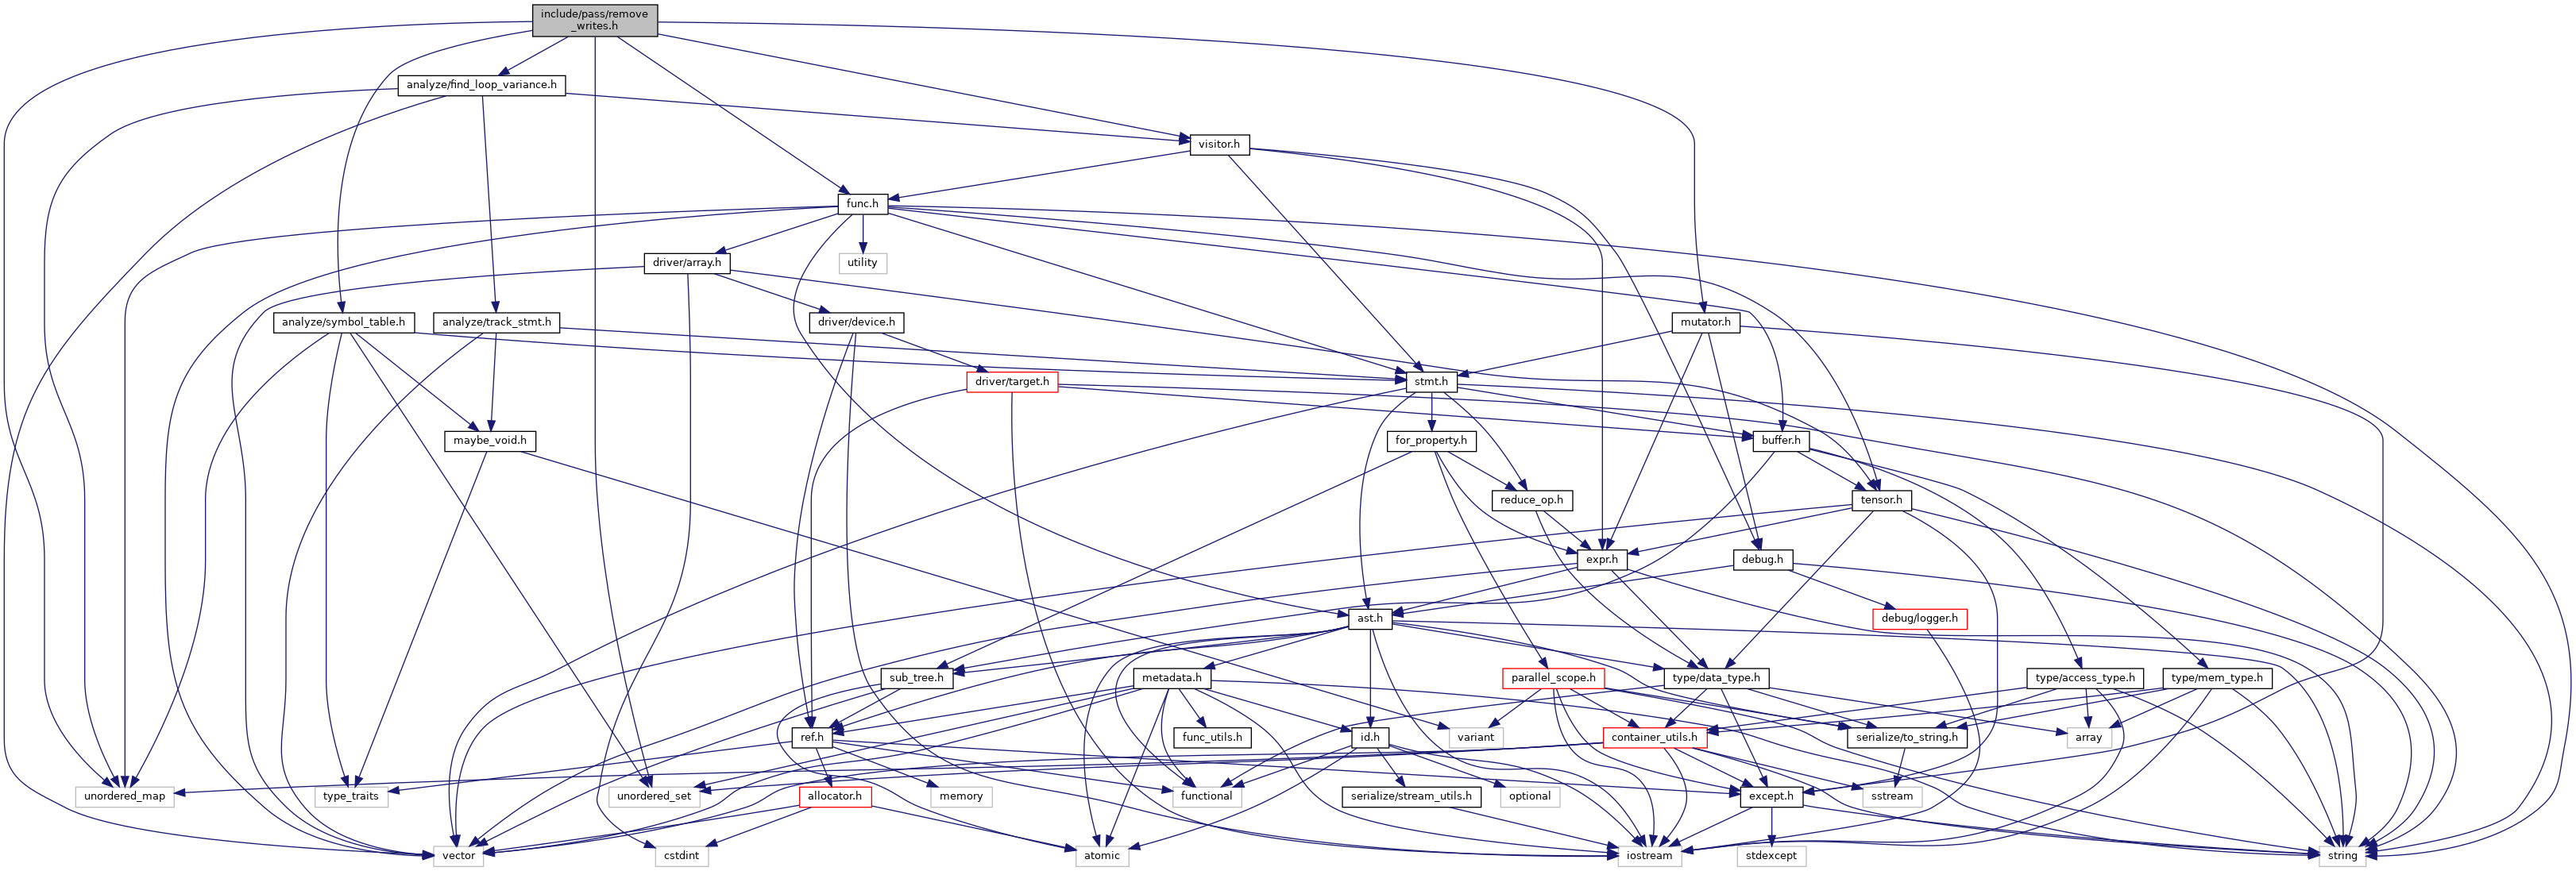 include/pass/remove
_writes.h
analyze/find_loop_variance.h
visitor.h
func.h
driver/array.h
utility
analyze/symbol_table.h
analyze/track_stmt.h
driver/device.h
mutator.h
driver/target.h
stmt.h
maybe_void.h
for_property.h
buffer.h
reduce_op.h
tensor.h
expr.h
debug.h
ast.h
debug/logger.h
sub_tree.h
metadata.h
parallel_scope.h
type/data_type.h
type/access_type.h
type/mem_type.h
ref.h
func_utils.h
id.h
variant
container_utils.h
serialize/to_string.h
array
unordered_map
type_traits
unordered_set
allocator.h
memory
functional
serialize/stream_utils.h
optional
except.h
sstream
vector
cstdint
atomic
iostream
stdexcept
string